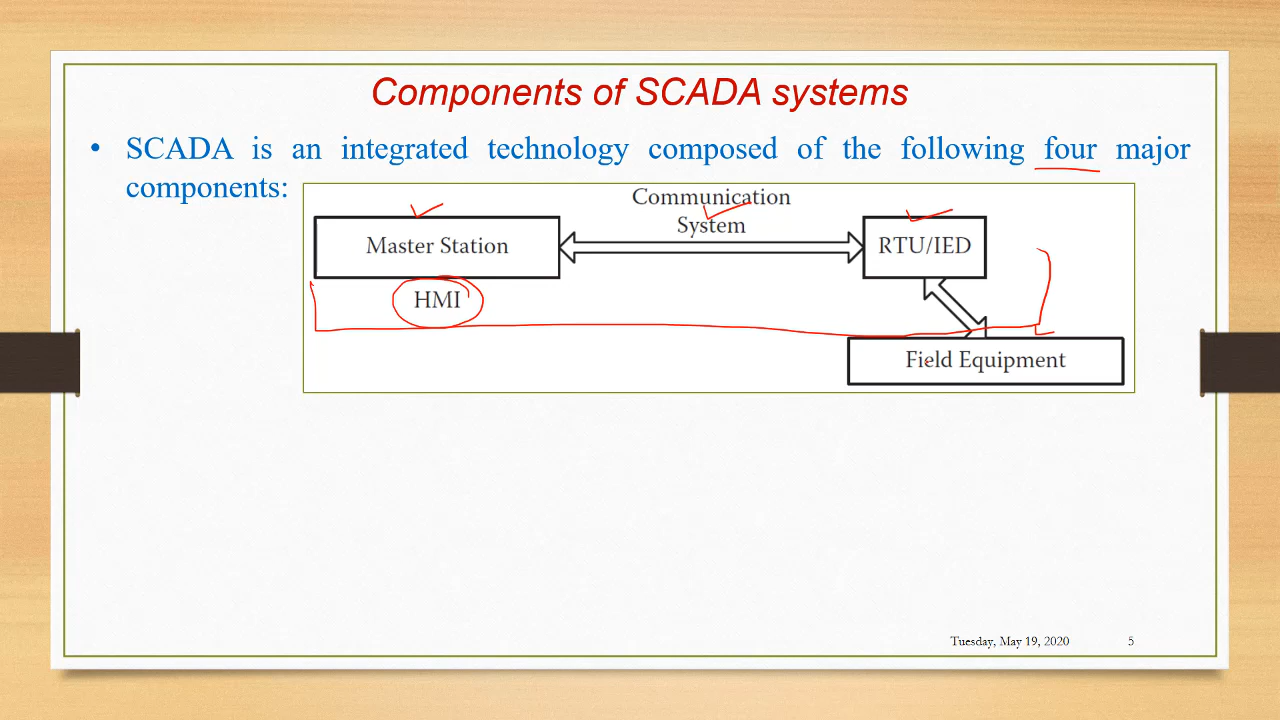 Components of SCADA systems
• SCADA is an integrated technology composed of the following four major
components:
Communication
System
Master Station
RTU/IED
HMI
Field Equipment
Tuesday, May 19, 2020 5